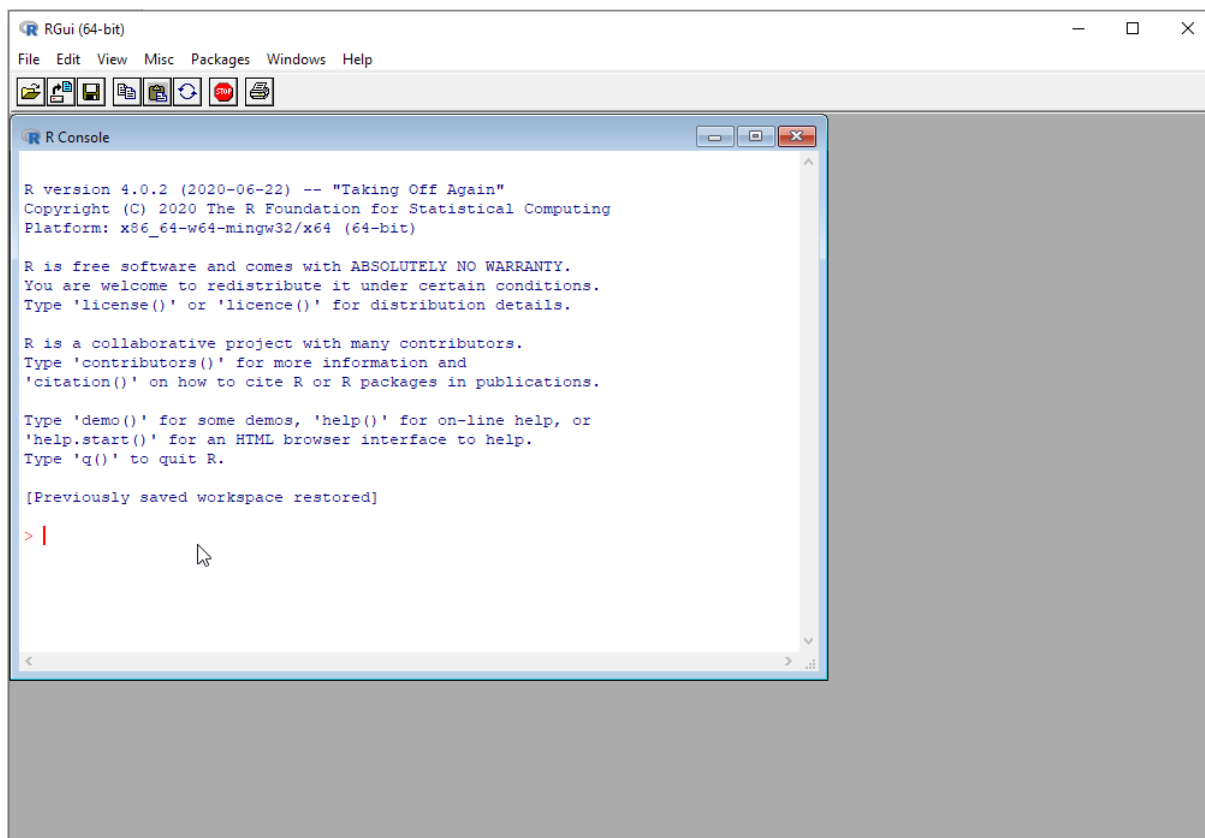 RGui (64-bit)
File Edit View Misc Packages Windows Help
STOP
R Console
R version 4.0.2 (2020-06-22) -- "Taking Off Again"
Copyright (C) 2020 The R Foundation for Statistical Computing
Platform: x86_64-w64-mingw32/x64 (64-bit)
R is free software and comes with ABSOLUTELY NO WARRANTY.
You are welcome to redistribute it under certain conditions.
Type 'license()' or 'licence()' for distribution details.
R is a collaborative project with many contributors.
Type 'contributors()' for more information and
'citation()' on how to cite R or R packages in publications.
Type 'demo()' for some demos, 'help()' for on-line help, or
'help.start()' for an HTML browser interface to help.
Type 'q()' to quit R.
[Previously saved workspace restored]
>